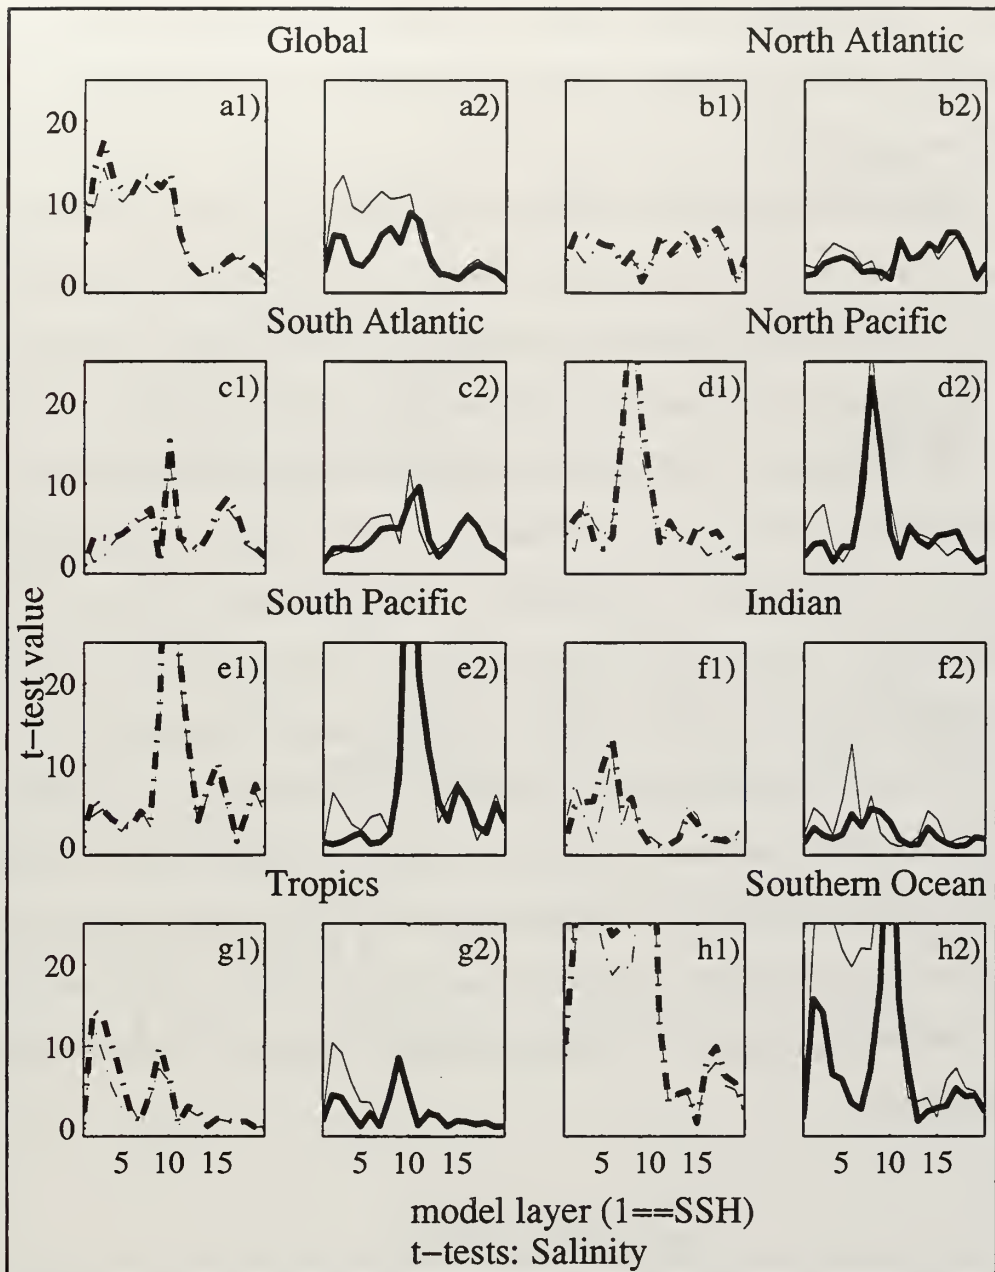 Global North Atlantic
a1) a2) b1) b2)
20
10
0
South Atlantic North Pacific
c1) c2) d1) d2)
20
10
0
South Pacific Indian
e1) e2) f1) f2)
20
10
0
t-test value
Tropics Southern Ocean
g1) g2) h1) h2)
20
10
0
5 10 15 5 10 15 5 10 15 5 10 15
model layer (1==SSH)
t-tests: Salinity